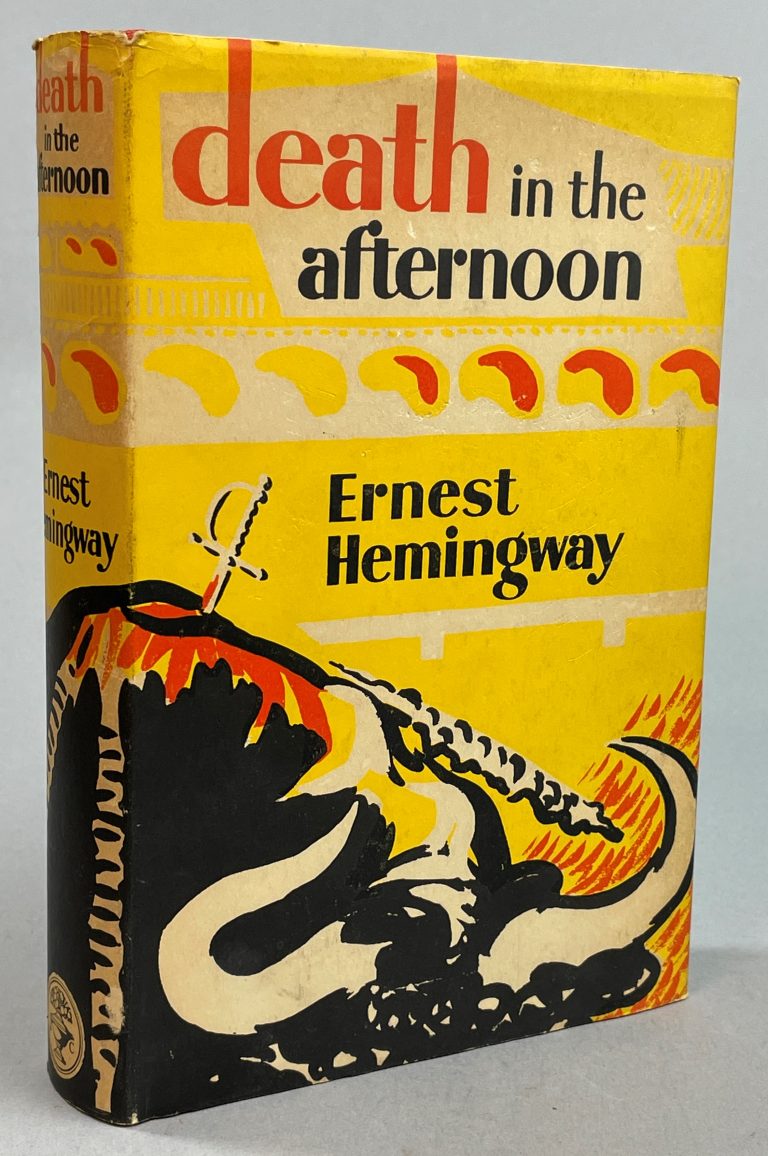 death
in the
afternoon
Ernest
Hemingway
death
in the
afternoon
Ernest
Hemingway